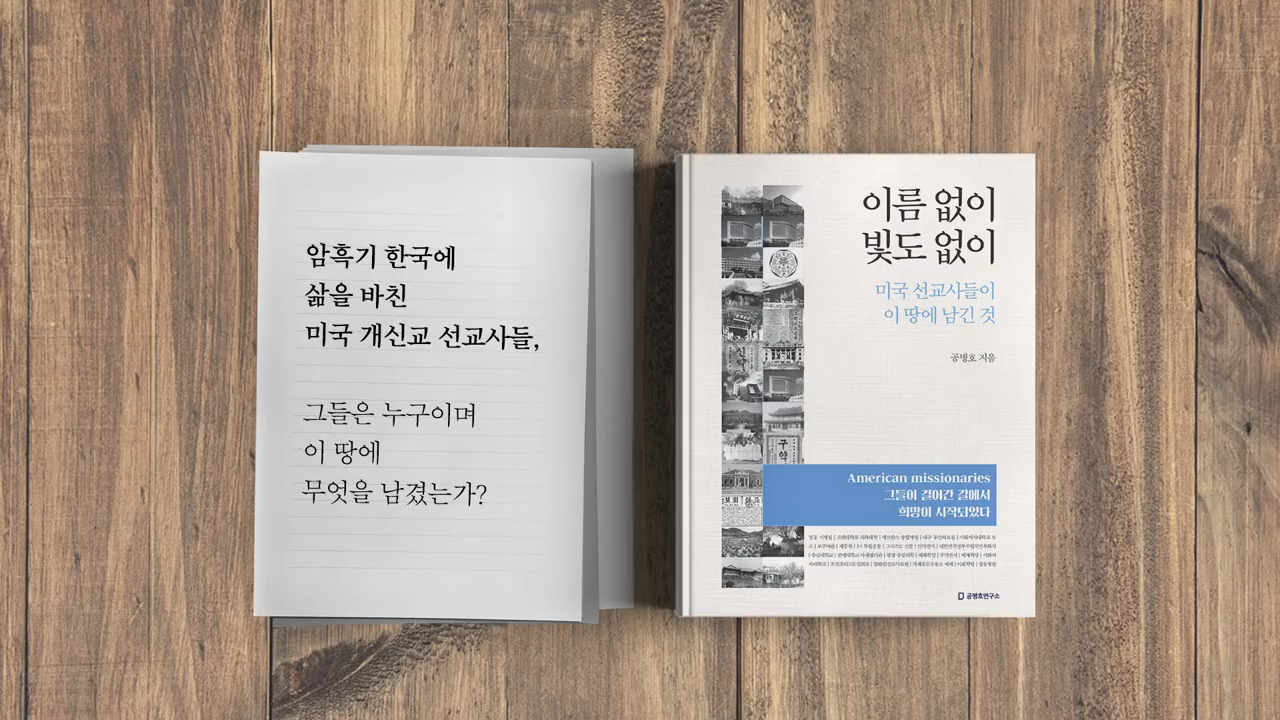 암흑기 한국에
삶을 바친
미국 개신교 선교사들,
그들은 누구이며
이 땅에
무엇을 남겼는가?
이름 없이
빛도 없이
미국 선교사들이
이 땅에 남긴 것
공병호 지음
구약
American missionaries
그들이 걸어간 길에서
희망이 시작되었다
공병호연구소